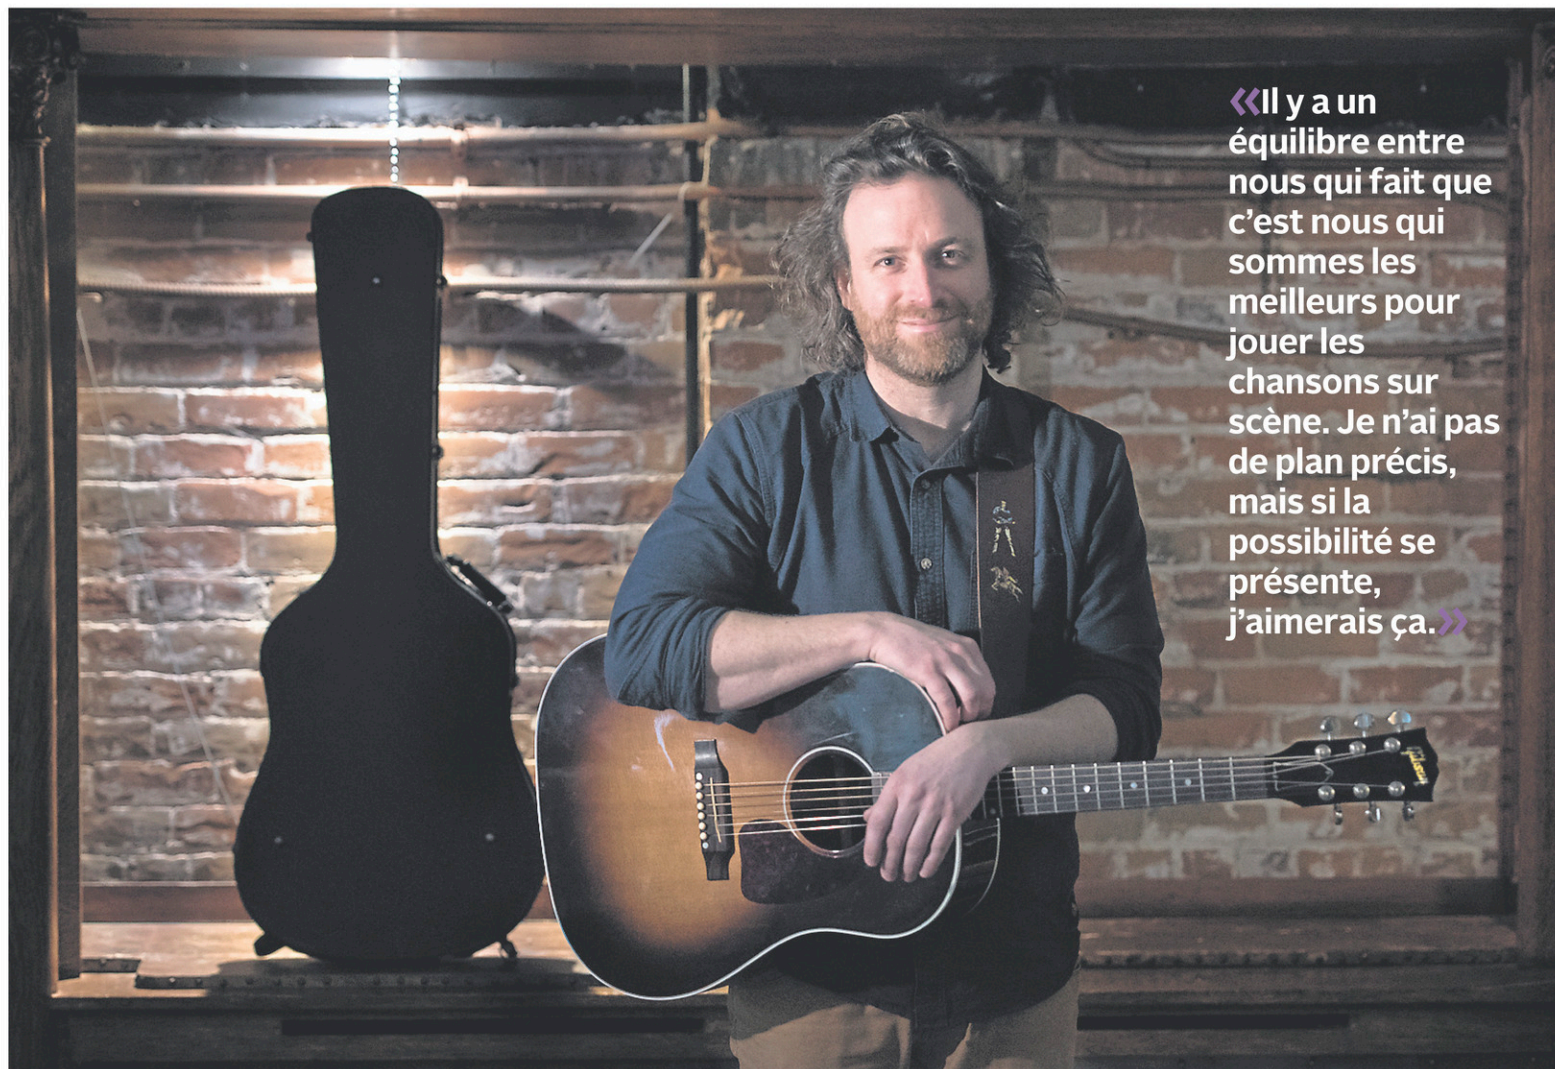 «Il y a un
équilibre entre
nous qui fait que
c’est nous qui
sommes les
meilleurs pour
jouer les
chansons sur
scène. Je n’ai pas
de plan précis,
mais si la
possibilité se
présente,
j’aimerais ça.»
Gibson